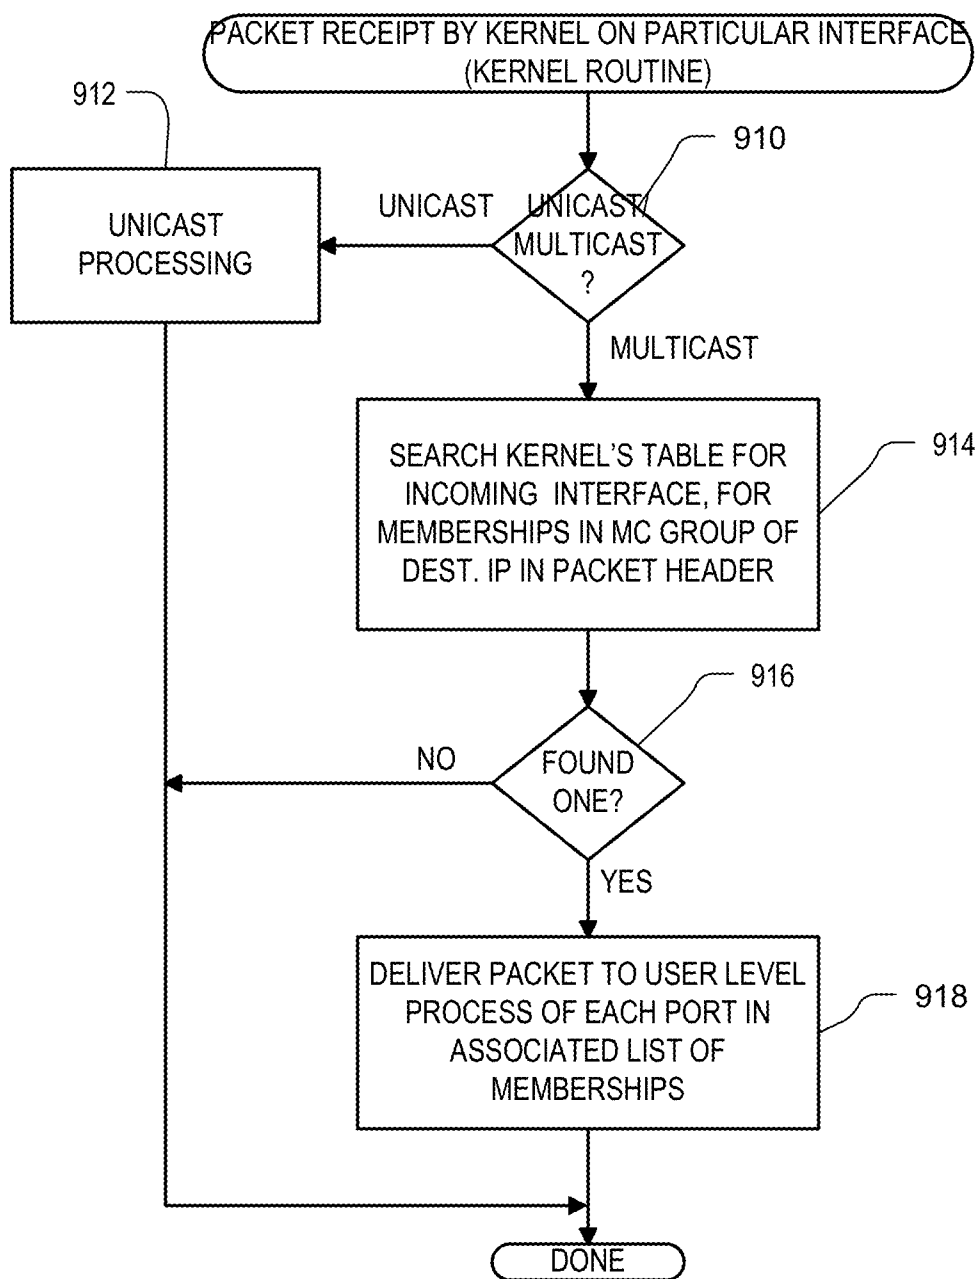 PACKET RECEIPT BY KERNEL ON PARTICULAR INTERFACE
(KERNEL ROUTINE)
912
910
UNICAST
PROCESSING
UNICAST
UNICAST/
MULTICAST
?
MULTICAST
SEARCH KERNEL'S TABLE FOR
INCOMING INTERFACE, FOR
MEMBERSHIPS IN MC GROUP OF
DEST. IP IN PACKET HEADER
914
916
NO
FOUND
ONE?
YES
DELIVER PACKET TO USER LEVEL
PROCESS OF EACH PORT IN
ASSOCIATED LIST OF
MEMBERSHIPS
918
DONE